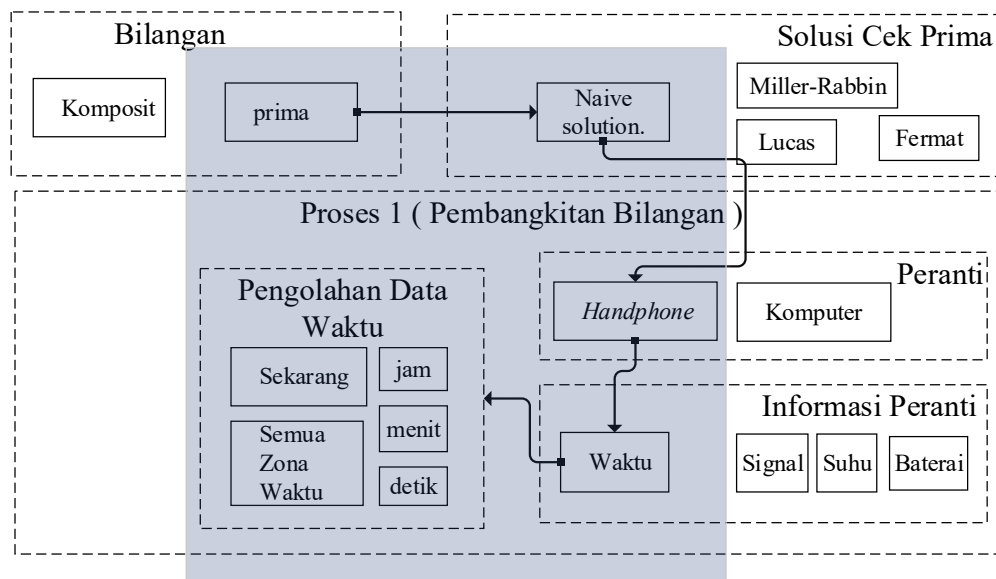 Bilangan
Komposit
prima
Solusi Cek Prima
Naive
solution.
Miller-Rabbin
Lucas
Fermat
Proses 1 ( Pembangkitan Bilangan )
Pengolahan Data
Waktu
Sekarang
jam
Semua
Zona
Waktu
menit
detik
Peranti
Handphone
Komputer
Informasi Peranti
Waktu
Signal
Suhu
Baterai